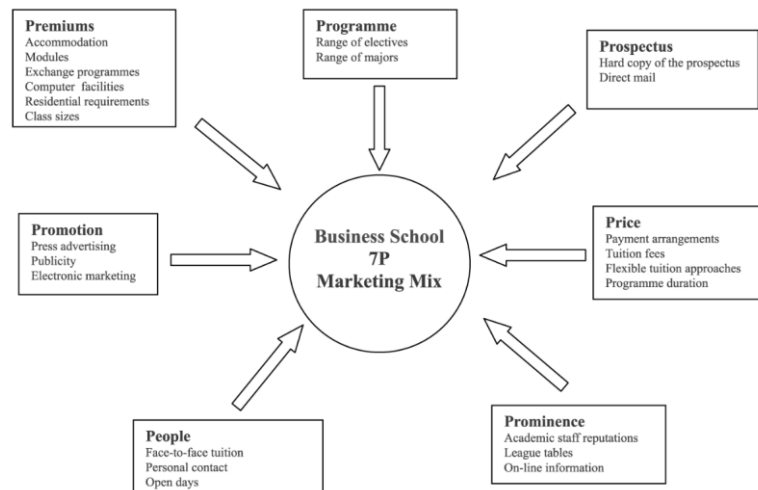 Premiums
Accommodation
Modules
Exchange programmes
Computer facilities
Residential requirements
Class sizes
Programme
Range of electives
Range of majors
Prospectus
Hard copy of the prospectus
Direct mail
Promotion
Press advertising
Publicity
Electronic marketing
Business School
7P
Marketing Mix
Price
Payment arrangements
Tuition fees
Flexible tuition approaches
Programme duration
People
Face-to-face tuition
Personal contact
Open days
Prominence
Academic staff reputations
League tables
On-line information